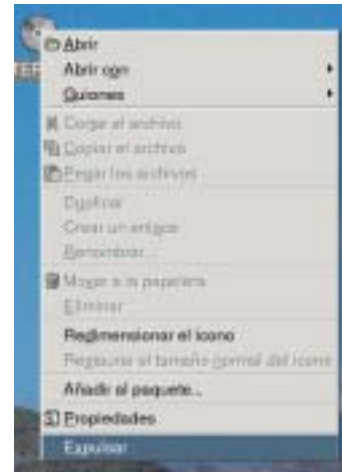 Abrir
Abrir con
Guiones
Cortar el archivo
Copiar el archivo
Pegar los archivos
Duplicar
Crear un enlace
Renombrar...
Mover a la papelera
Eliminar
Redimensionar el icono
Restaurar el tamaño normal del icono
Añadir al paquete...
Propiedades
Expulsar